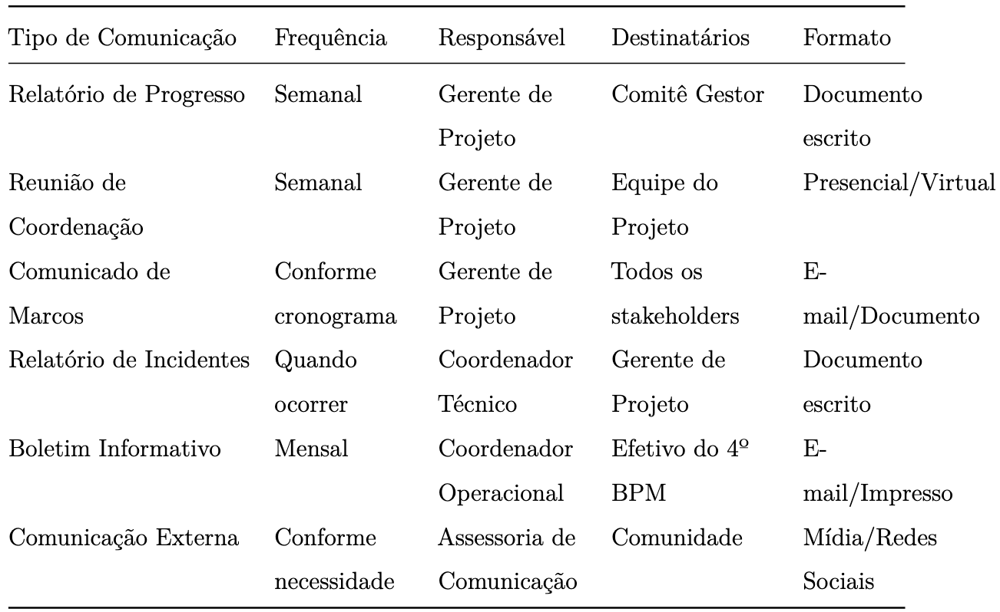 Tipo de Comunicação Frequência Responsável Destinatários Formato
Relatório de Progresso Semanal Gerente de Comitê Gestor Documento
Projeto escrito
Reunião de Semanal Gerente de Equipe do Presencial/Virtual
Coordenação Projeto Projeto
Comunicado de Conforme Gerente de Todos os E-
Marcos cronograma Projeto stakeholders mail/Documento
Relatório de Incidentes Quando Coordenador Gerente de Documento
ocorrer Técnico Projeto escrito
Boletim Informativo Mensal Coordenador Efetivo do 4º E-
Operacional BPM mail/Impresso
Comunicação Externa Conforme Assessoria de Comunidade Mídia/Redes
necessidade Comunicação Sociais